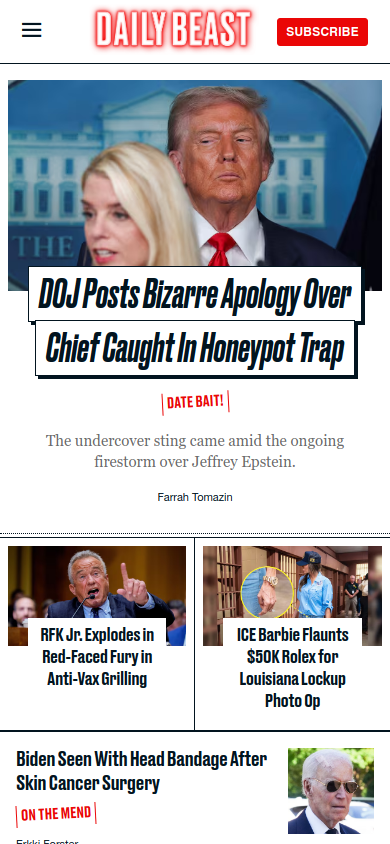 DAILY BEAST
SUBSCRIBE
THE
DOJ Posts Bizarre Apology Over
Chief Caught In Honeypot Trap
DATE BAIT!
The undercover sting came amid the ongoing
firestorm over Jeffrey Epstein.
Farrah Tomazin
RFK Jr. Explodes in
Red-Faced Fury in
Anti-Vax Grilling
ICE Barbie Flaunts
$50K Rolex for
Louisiana Lockup
Photo Op
Biden Seen With Head Bandage After
Skin Cancer Surgery
ON THE MEND
Erkki Forster